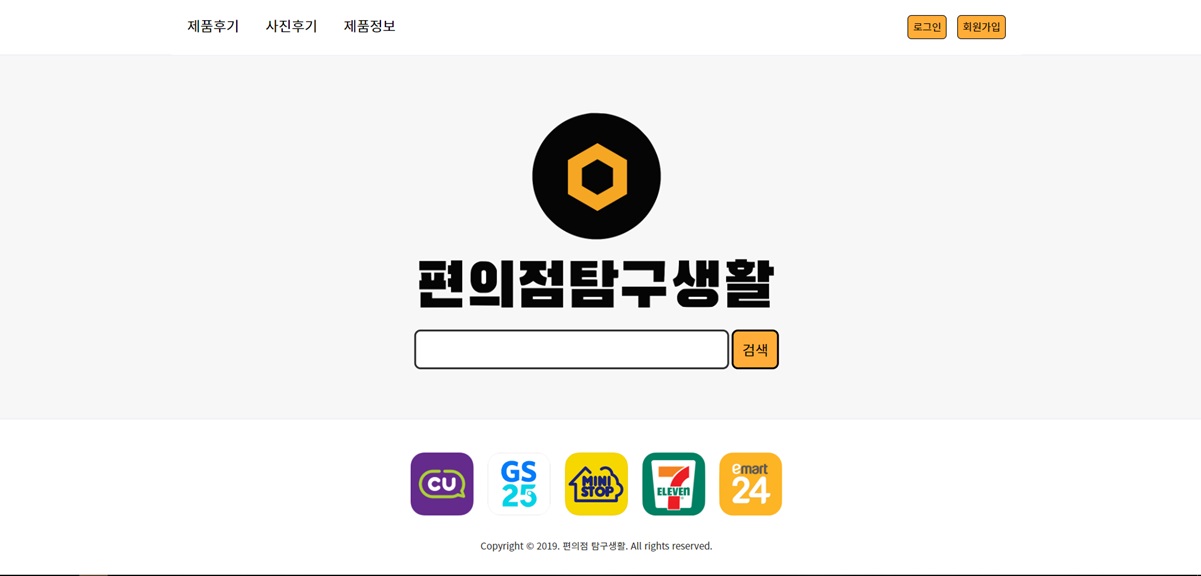 제품후기 사진후기 제품정보 로그인 회원가입
편의점탐구생활
검색
CU GS25 MINI STOP 7 ELEVEN emart 24
Copyright © 2019. 편의점 탐구생활. All rights reserved.